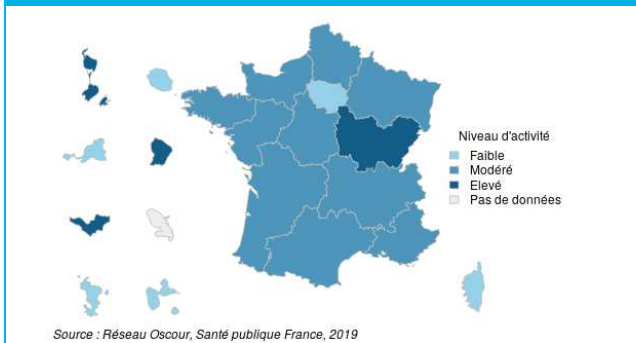 Niveau d'activité
Faible
Modéré
Elevé
Pas de données
Source : Réseau Oscour, Santé publique France, 2019